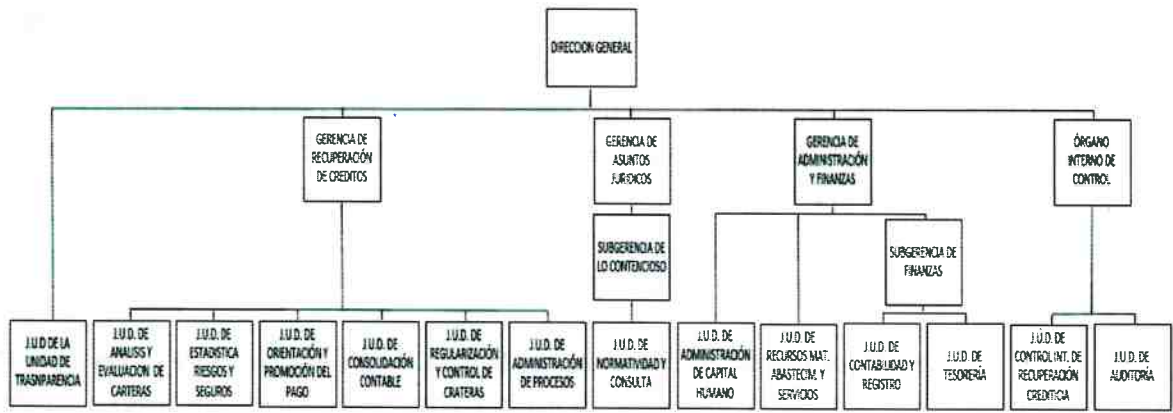 DIRECCION GENERAL
GERENCIA DE
RECUPERACIÓN
DE CREDITOS
GERENCIA DE
ASUNTOS
JURIDICOS
GERENCIA DE
ADMINISTRACIÓN
Y FINANZAS
ÓRGANO
INTERNO DE
CONTROL
SUBGERENCIA DE
LO CONTENCIOSO
SUBGERENCIA DE
FINANZAS
J.U.D DE LA
UNIDAD DE
TRASNPARENCIA
J.U.D. DE
ANALISIS Y
EVALUACION DE
CARTERAS
J.U.D. DE
ESTADISTICA
RIESGOS Y
SEGUROS
J.U.D. DE
ORIENTACIÓN Y
PROMOCIÓN DEL
PAGO
J.U.D. DE
CONSOLIDACIÓN
CONTABLE
J.U.D. DE
REGULARIZACIÓN
Y CONTROL DE
CRATERAS
J.U.D. DE
ADMINISTRACIÓN
DE PROCESOS
J.U.D. DE
NORMATIVIDAD Y
CONSULTA
J.U.D. DE
ADMINISTRACIÓN
DE CAPITAL
HUMANO
J.U.D. DE
RECURSOS MAT.
ABASTECIM. Y
SERVICIOS
J.U.D. DE
CONTABILIDAD Y
REGISTRO
J.U.D. DE
TESORERÍA
J.U.D. DE
CONTROL INT. DE
RECUPERACIÓN
CREDITICIA
J.U.D. DE
AUDITORÍA